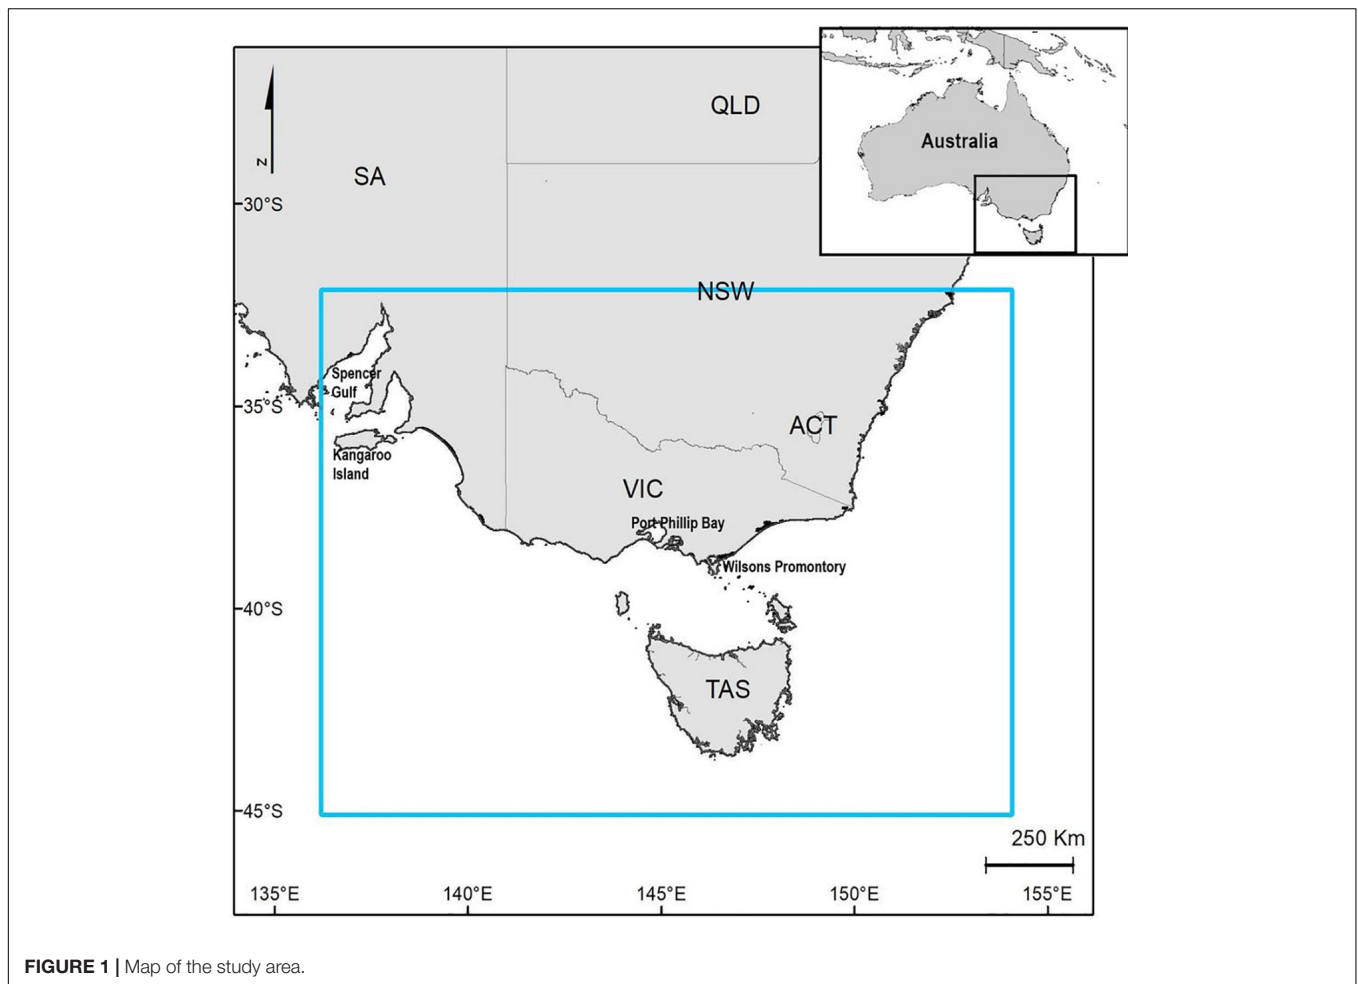 QLD
Australia
SA
N
30°S
NSW
Spencer
Gulf
35°S
ACT
Kangaroo
Island
VIC
Port Phillip Bay
Wilsons Promontory
40°S
TAS
45°S
250 Km
135°E
140°E
145°E
150°E
155°E
FIGURE 1 | Map of the study area.